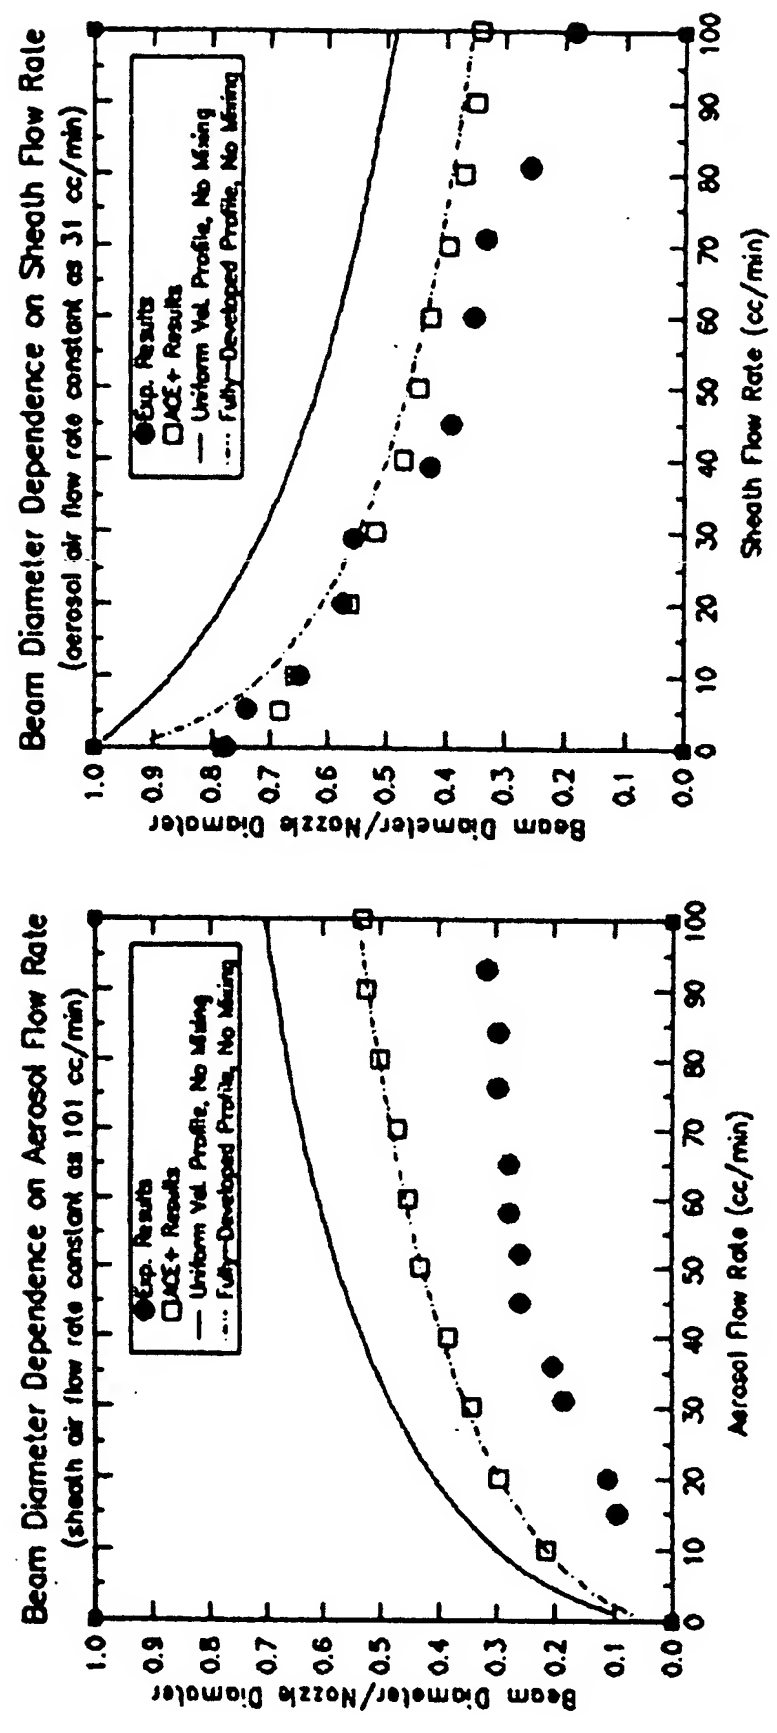 Beam Diameter Dependence on Aerosol Flow Rate
(sheath air flow rate constant as 101 cc/min)
Exp. Results
ACE+ Results
Uniform Vel. Profile, No Mixing
Fully-Developed Profile, No Mixing
Beam Diameter/Nozzle Diameter
1.0
0.9
0.8
0.7
0.6
0.5
0.4
0.3
0.2
0.1
0.0
0 10 20 30 40 50 60 70 80 90 100
Aerosol Flow Rate (cc/min)
Beam Diameter Dependence on Sheath Flow Rate
(aerosol air flow rate constant as 31 cc/min)
Exp. Results
ACE+ Results
Uniform Vel. Profile, No Mixing
Fully-Developed Profile, No Mixing
Beam Diameter/Nozzle Diameter
1.0
0.9
0.8
0.7
0.6
0.5
0.4
0.3
0.2
0.1
0.0
0 10 20 30 40 50 60 70 80 90 100
Sheath Flow Rate (cc/min)